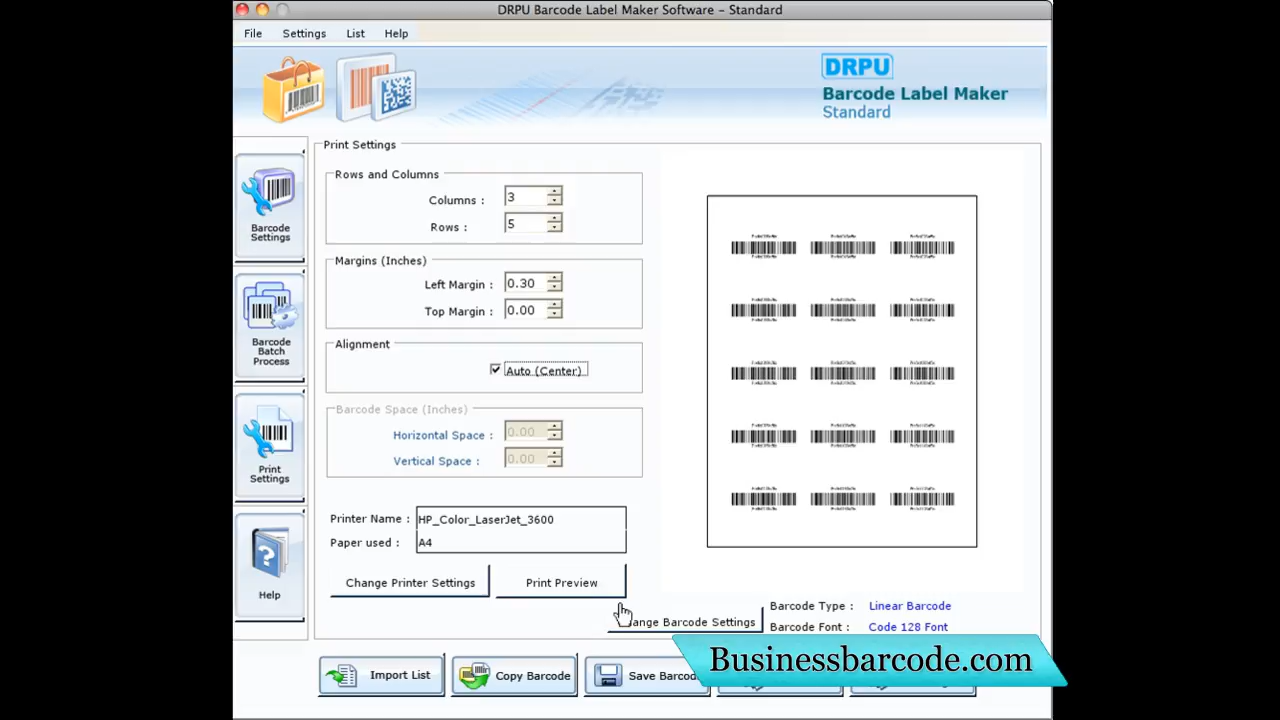 DRPU Barcode Label Maker Software - Standard
File Settings List Help
DRPU
Barcode Label Maker
Standard
Print Settings
Rows and Columns
Columns : 3
Rows : 5
Margins (Inches)
Left Margin : 0.30
Top Margin : 0.00
Alignment
Auto (Center)
Barcode Space (Inches)
Horizontal Space : 0.00
Vertical Space : 0.00
Printer Name : HP_Color_LaserJet_3600
Paper used : A4
Change Printer Settings
Print Preview
ange Barcode Settings
Barcode Type : Linear Barcode
Barcode Font : Code 128 Font
Barcode
Settings
Barcode
Batch
Process
Print
Settings
Help
Import List
Copy Barcode
Save Barcod
Businessbarcode.com